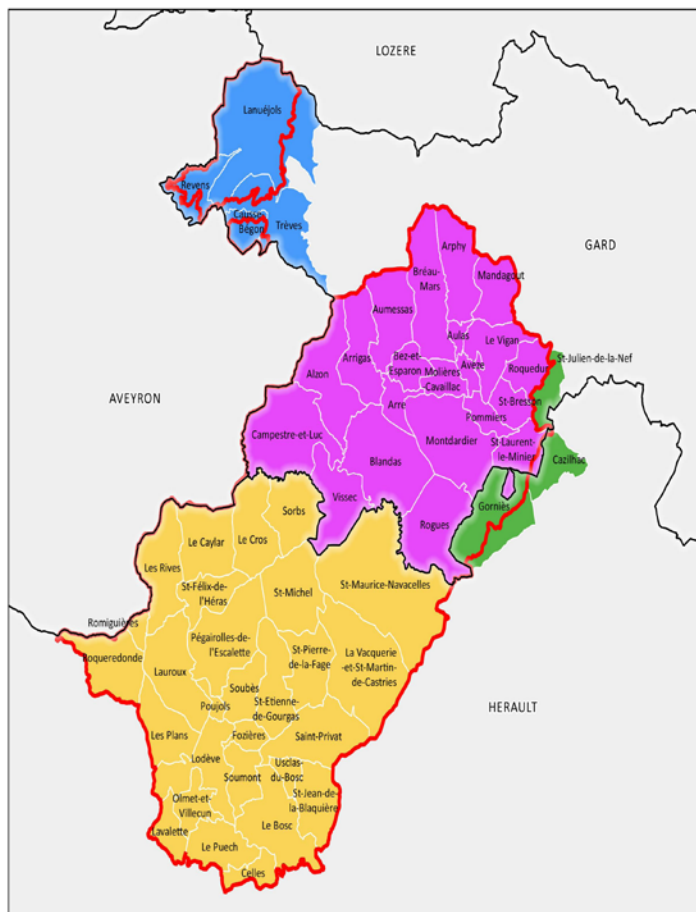 LOZERE
Lanuéjols
Revens
Causse
Bégon
Trèves
GARD
Arphy
Bréau-
Mars
Mandagout
Aumessas
Aulas
Le Vigan
St-Julien-de-la-Nef
Arrigas
Bez-et-
Esparon
Molières
Cavaillac
Avèze
Roquedur
Alzon
Arre
St-Bresson
Pommiers
AVEYRON
Campestre-et-Luc
Montdardier
St-Laurent-
le-Minier
Cazilhac
Blandas
Vissec
Gorniès
Rogues
Sorbs
Le Caylar
Le Cros
Les Rives
St-Félix-de-
l'Héras
St-Michel
St-Maurice-Navacelles
Romiguières
Roqueredonde
Pégairolles-de-
l'Escalette
Lauroux
St-Pierre-
de-la-Fage
La Vacquerie
-et-St-Martin-
de-Castries
Soubès
St-Etienne-
de-Gourgas
Poujols
HERAULT
Les Plans
Fozières
Saint-Privat
Lodève
Soumont
Usclas-
du-Bosc
Olmet-et-
Villecun
St-Jean-de-
la-Blaquière
Lavalette
Le Bosc
Le Puech
Celles